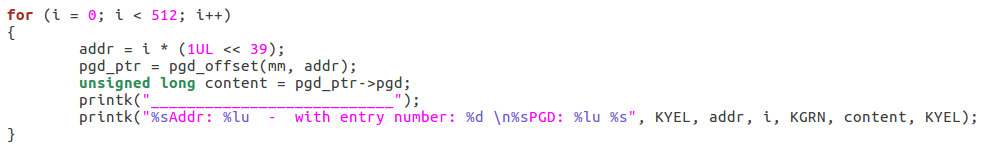 for (i = 0; i < 512; i++)
{
        addr = i * (1UL << 39);
        pgd_ptr = pgd_offset(mm, addr);
        unsigned long content = pgd_ptr->pgd;
        printk("____________________________");
        printk("%sAddr: %lu  -  with entry number: %d \n%sPGD: %lu %s", KYEL, addr, i, KGRN, content, KYEL);
}